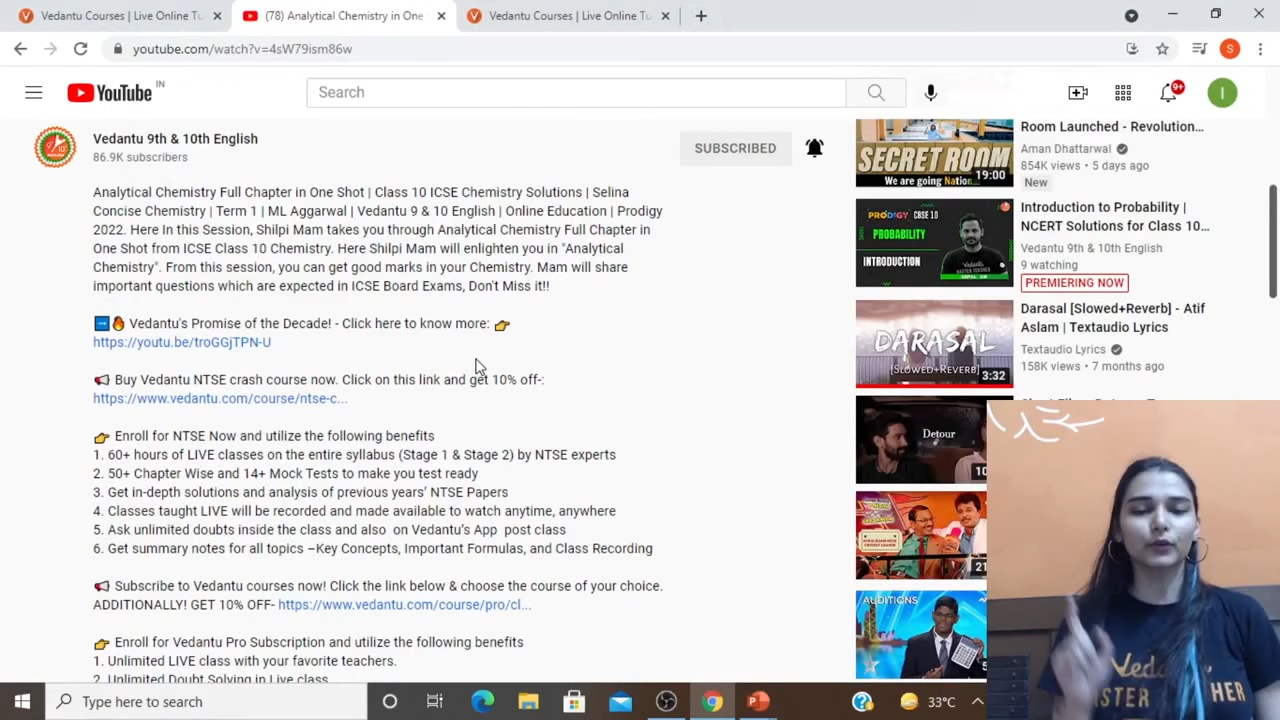 Vedantu Courses | Live Online Tu
(78) Analytical Chemistry in One
Vedantu Courses | Live Online Tu
youtube.com/watch?v=4sW79ism86w
S
YouTube IN
Search
9+
I
Vedantu 9th & 10th English
86.9K subscribers
SUBSCRIBED
Analytical Chemistry Full Chapter in One Shot | Class 10 ICSE Chemistry Solutions | Selina
Concise Chemistry | Term 1 | ML Aggarwal | Vedantu 9 & 10 English | Online Education | Prodigy
2022. Here In this Session, Shilpi Mam takes you through Analytical Chemistry Full Chapter in
One Shot from ICSE Class 10 Chemistry. Here Shilpi Mam will enlighten you in "Analytical
Chemistry". From this session, you can get good marks in your Chemistry. Mam will share
important questions which are expected in ICSE Board Exams, Don't Miss it!!
Vedantu's Promise of the Decade! - Click here to know more:
https://youtu.be/troGGjTPN-U
Buy Vedantu NTSE crash course now. Click on this link and get 10% off-:
https://www.vedantu.com/course/ntse-c...
Enroll for NTSE Now and utilize the following benefits
1. 60+ hours of LIVE classes on the entire syllabus (Stage 1 & Stage 2) by NTSE experts
2. 50+ Chapter Wise and 14+ Mock Tests to make you test ready
3. Get in-depth solutions and analysis of previous years' NTSE Papers
4. Classes taught LIVE will be recorded and made available to watch anytime, anywhere
5. Ask unlimited doubts inside the class and also on Vedantu's App post class
6. Get summary notes for all topics –Key Concepts, Important Formulas, and Class Recording
Subscribe to Vedantu courses now! Click the link below & choose the course of your choice.
ADDITIONALLY! GET 10% OFF- https://www.vedantu.com/course/pro/cl...
Enroll for Vedantu Pro Subscription and utilize the following benefits
1. Unlimited LIVE class with your favorite teachers.
2. Unlimited Doubt Solving in Live class
SECRET ROOM
We are going Nation
19:00
Room Launched - Revolution...
Aman Dhattarwal
854K views • 5 days ago
New
PRODIGY CBSE 10
PROBABILITY
INTRODUCTION
Introduction to Probability |
NCERT Solutions for Class 10...
Vedantu 9th & 10th English
9 watching
PREMIERING NOW
DARASAL
[SLOWED+REVERB]
3:32
Darasal [Slowed+Reverb] - Atif
Aslam | Textaudio Lyrics
Textaudio Lyrics
158K views • 7 months ago
Detour
10
21
AUDITIONS
5
Type here to search
33°C